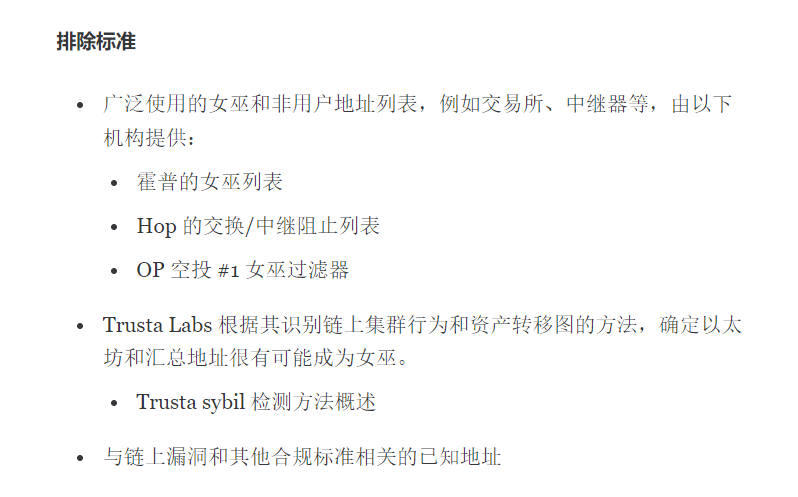 排除标准
广泛使用的女巫和非用户地址列表，例如交易所、中继器等，由以下
机构提供：
霍普的女巫列表
Hop 的交换/中继阻止列表
OP 空投 #1 女巫过滤器
Trusta Labs 根据其识别链上集群行为和资产转移图的方法，确定以太
坊和汇总地址很有可能成为女巫。
Trusta sybil 检测方法概述
与链上漏洞和其他合规标准相关的已知地址